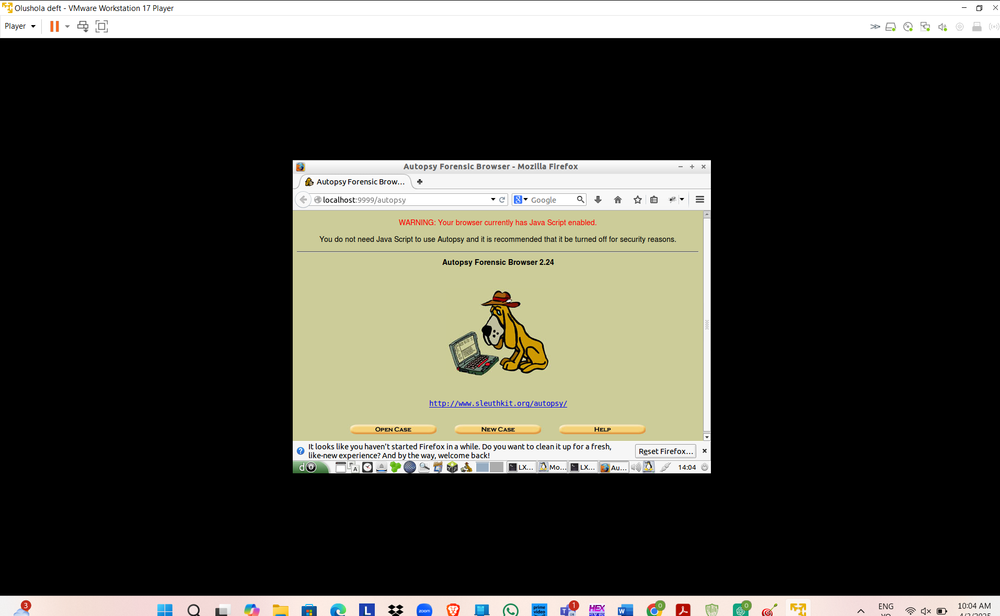 Olushola deft - VMware Workstation 17 Player
Player
Autopsy Forensic Browser - Mozilla Firefox
Autopsy Forensic Brow...
localhost:9999/autopsy
Google
WARNING: Your browser currently has Java Script enabled.
You do not need Java Script to use Autopsy and it is recommended that it be turned off for security reasons.
Autopsy Forensic Browser 2.24
http://www.sleuthkit.org/autopsy/
OPEN CASE
NEW CASE
HELP
It looks like you haven't started Firefox in a while. Do you want to clean it up for a fresh,
like-new experience? And by the way, welcome back!
Reset Firefox...
LX...
Mo...
LX...
Au...
14:04
3
L
zoom
prime video
1
HEX
W
0
0
ENG
10:04 AM